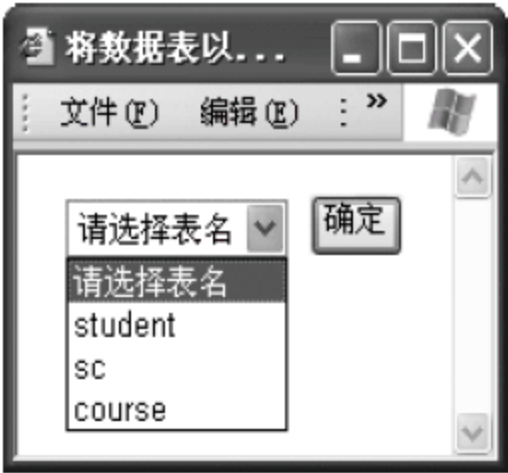 将数据表以...
文件(F) 编辑(E) : »
请选择表名 确定
请选择表名
student
sc
course